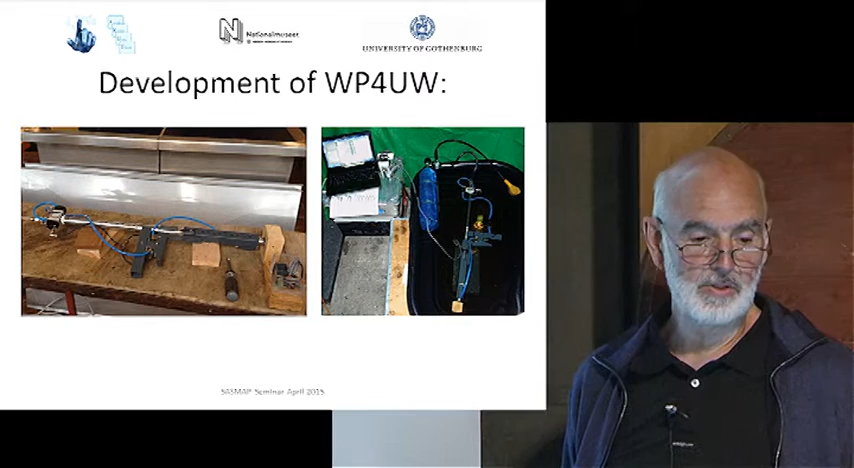 Nationalmuseet
UNIVERSITY OF GOTHENBURG
Development of WP4UW:
SASMAP Seminar April 2015